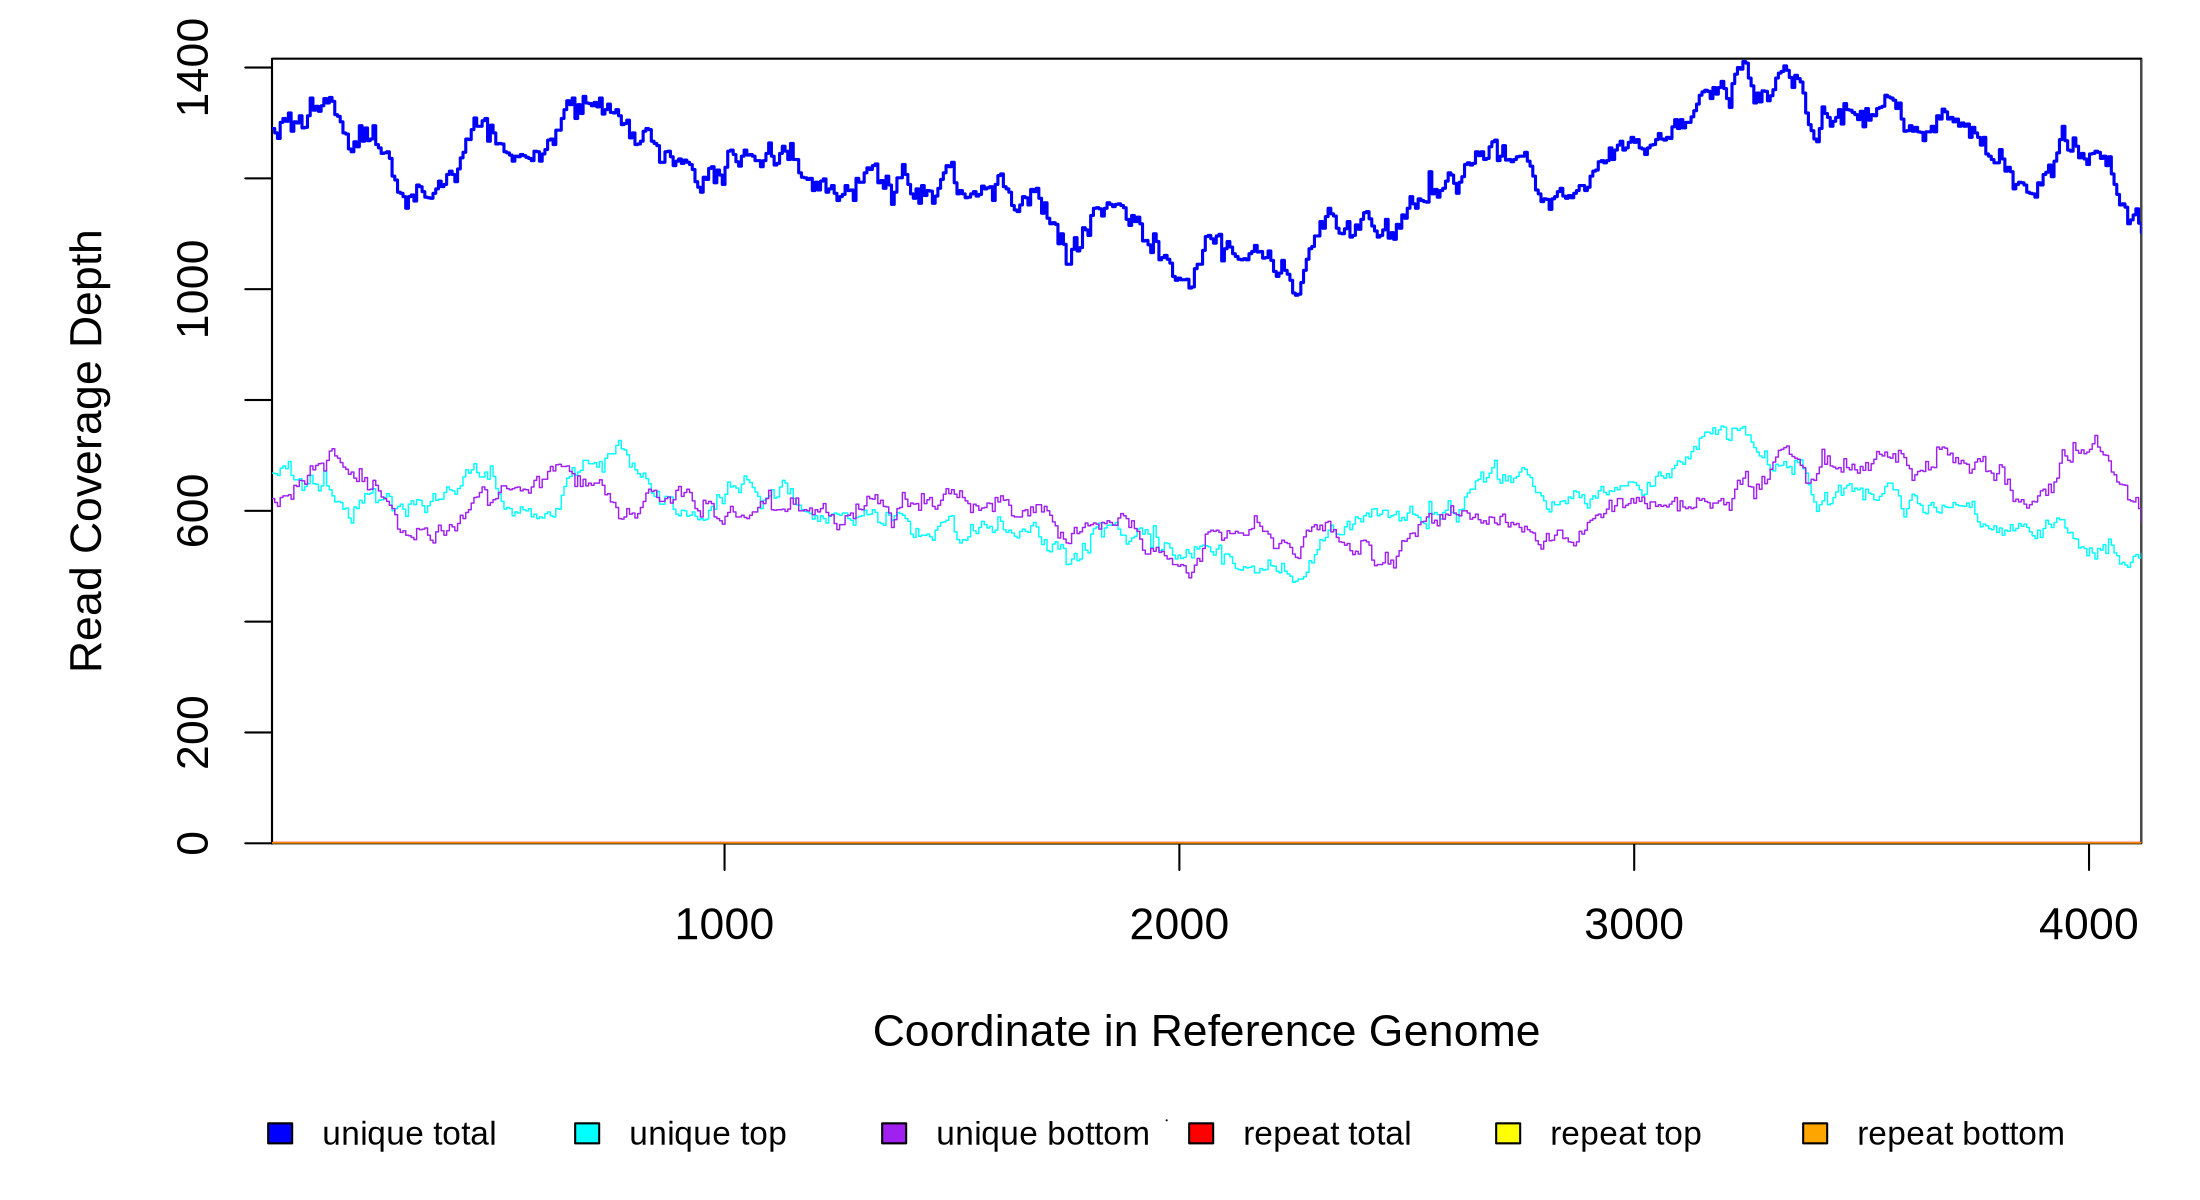 1400
1000
600
200
0
Read Coverage Depth
1000 2000 3000 4000
Coordinate in Reference Genome
unique total unique top unique bottom repeat total repeat top repeat bottom